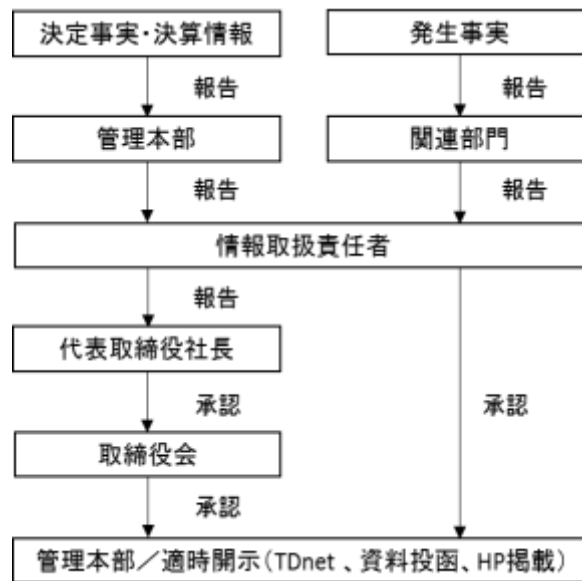 決定事実・決算情報
発生事実
報告
報告
管理本部
関連部門
報告
報告
情報取扱責任者
報告
代表取締役社長
承認
承認
取締役会
承認
管理本部／適時開示（TDnet 、資料投函、HP掲載）